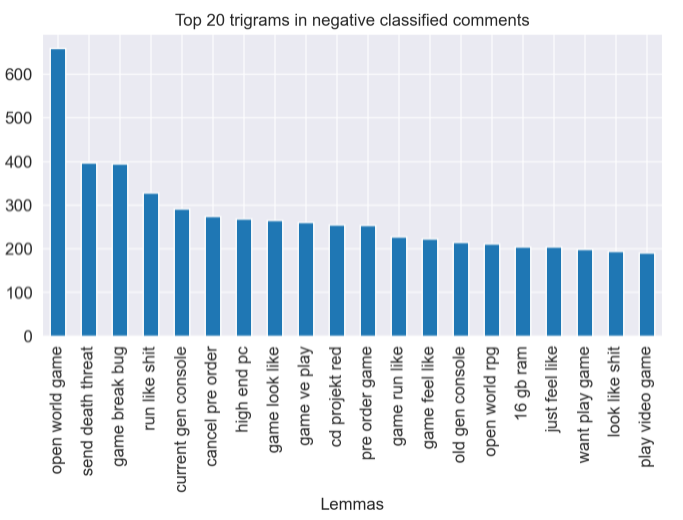 Top 20 trigrams in negative classified comments
600
500
400
300
200
100
0
open world game
send death threat
game break bug
run like shit
current gen console
cancel pre order
high end pc
game look like
game ve play
cd projekt red
pre order game
game run like
game feel like
old gen console
open world rpg
16 gb ram
just feel like
want play game
look like shit
play video game
Lemmas